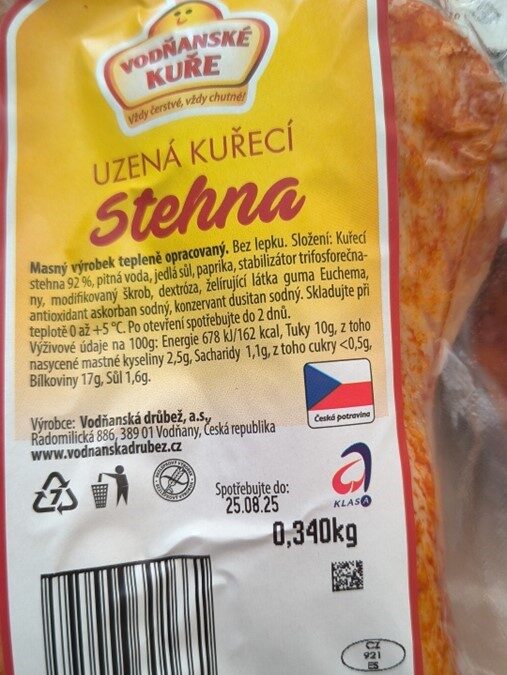 VODŇANSKÉ
KUŘE
Vždy čerstvé, vždy chutné!
UZENÁ KUŘECÍ
Stehna
Masný výrobek tepleně opracovaný. Bez lepku. Složení: Kuřecí
stehna 92 %, pitná voda, jedlá sůl, paprika, stabilizátor trifosforečna-
ny, modifikovaný škrob, dextróza, želírující látka guma Euchema,
antioxidant askorban sodný, konzervant dusitan sodný. Skladujte při
teplotě 0 až +5 °C. Po otevření spotřebujte do 2 dnů.
Výživové údaje na 100g: Energie 678 kJ/162 kcal, Tuky 10g, z toho
nasycené mastné kyseliny 2,5g, Sacharidy 1,1g, z toho cukry <0,5g,
Bílkoviny 17g, Sůl 1,6g.
Česká potravina
Výrobce: Vodňanská drůbež, a.s.,
Radomilická 886, 389 01 Vodňany, Česká republika
www.vodnanskadrubez.cz
7
KLASA
Spotřebujte do:
25.08.25
0,340kg
CZ
921
ES